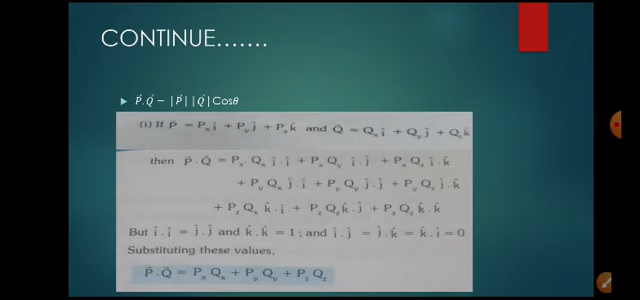 CONTINUE…….
P⃗.Q⃗ − |P⃗||Q⃗|Cosθ
(i) If P⃗ = Pₓî + Pᵧĵ + P_z k̂ and Q⃗ = Qₓî + Qᵧĵ + Q_z k̂
then P⃗ . Q⃗ = Pₓ. Qₓ î . î + Pₓ Qᵧ î . ĵ + Pₓ Q_z î . k̂
+ Pᵧ Qₓ ĵ . î + Pᵧ Qᵧ ĵ . ĵ + Pᵧ Q_z ĵ . k̂
+ P_z Qₓ k̂ . î + P_z Qᵧ k̂ . ĵ + P_z Q_z k̂ . k̂
But î . î = ĵ . ĵ and k̂ . k̂ = 1 ; and î . ĵ = ĵ . k̂ = k̂ . î = 0
Substituting these values,
P⃗ . Q⃗ = Pₓ Qₓ + Pᵧ Qᵧ + P_z Q_z